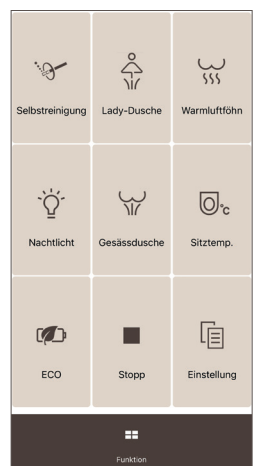 Selbstreinigung
Lady-Dusche
Warmluftföhn
Nachtlicht
Gesässdusche
Sitztemp.
ECO
Stopp
Einstellung
Funktion